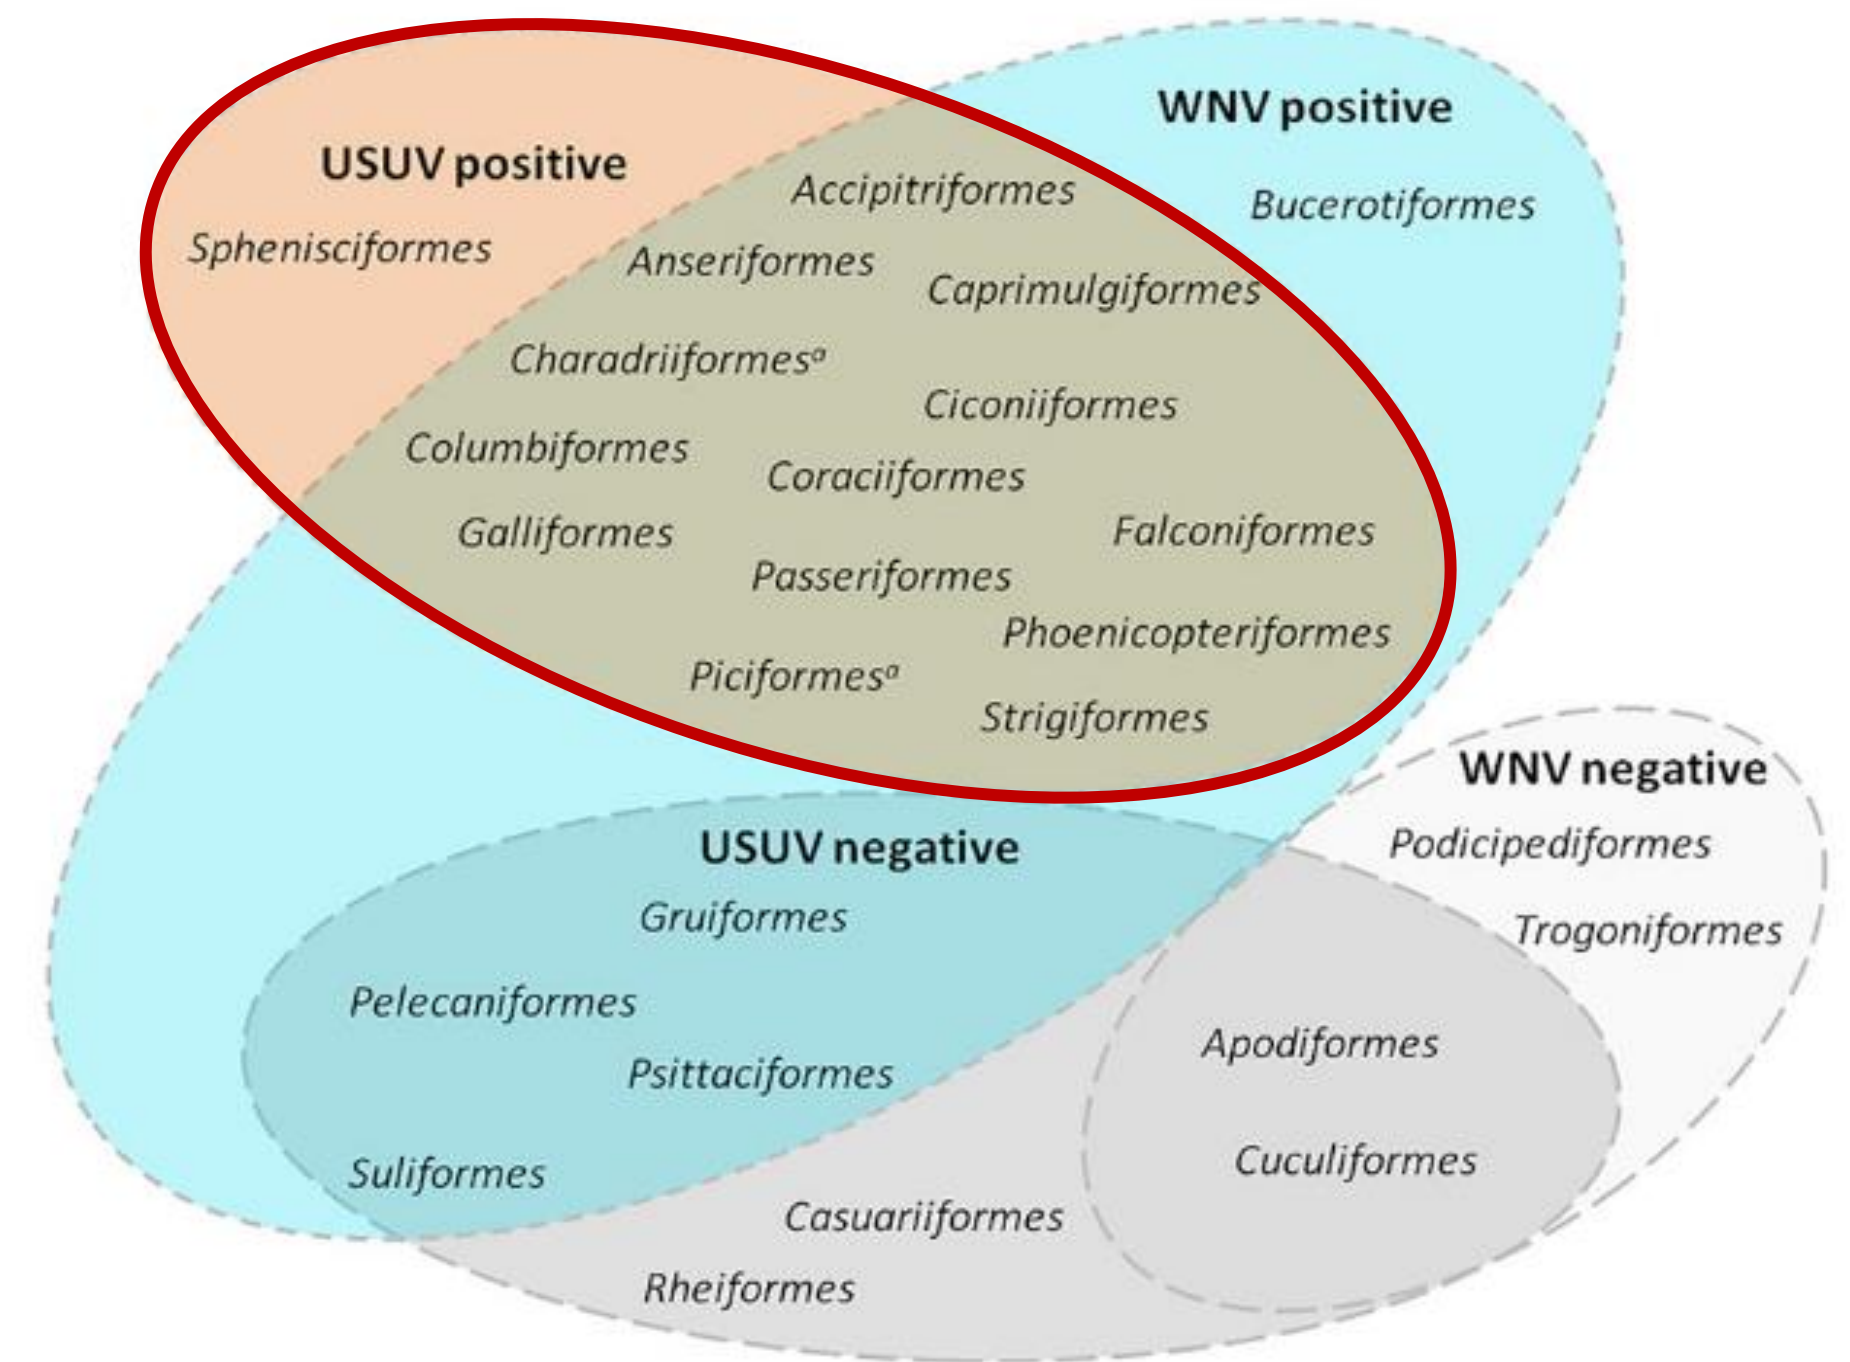 WNV positive
USUV positive
Accipitriformes
Bucerotiformes
Sphenisciformes
Anseriformes
Caprimulgiformes
Charadriiformesᵃ
Ciconiiformes
Columbiformes
Coraciiformes
Galliformes
Falconiformes
Passeriformes
Phoenicopteriformes
Piciformesᵃ
Strigiformes
WNV negative
USUV negative
Podicipediformes
Gruiformes
Trogoniformes
Pelecaniformes
Apodiformes
Psittaciformes
Suliformes
Cuculiformes
Casuariiformes
Rheiformes